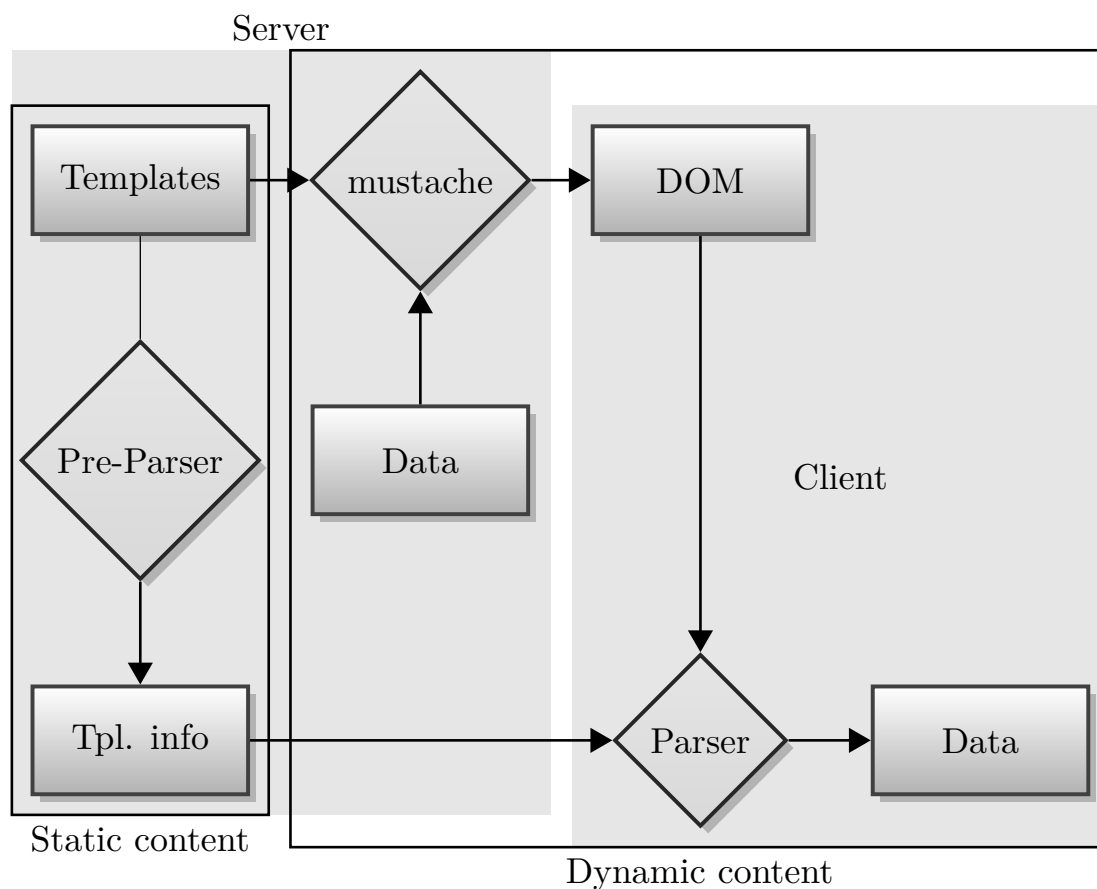 Server
Templates
mustache
DOM
Pre-Parser
Data
Client
Tpl. info
Parser
Data
Static content
Dynamic content